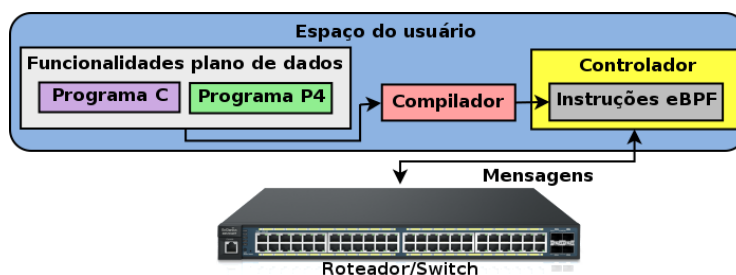 Espaço do usuário
Funcionalidades plano de dados
Programa C
Programa P4
Compilador
Controlador
Instruções eBPF
Mensagens
Roteador/Switch